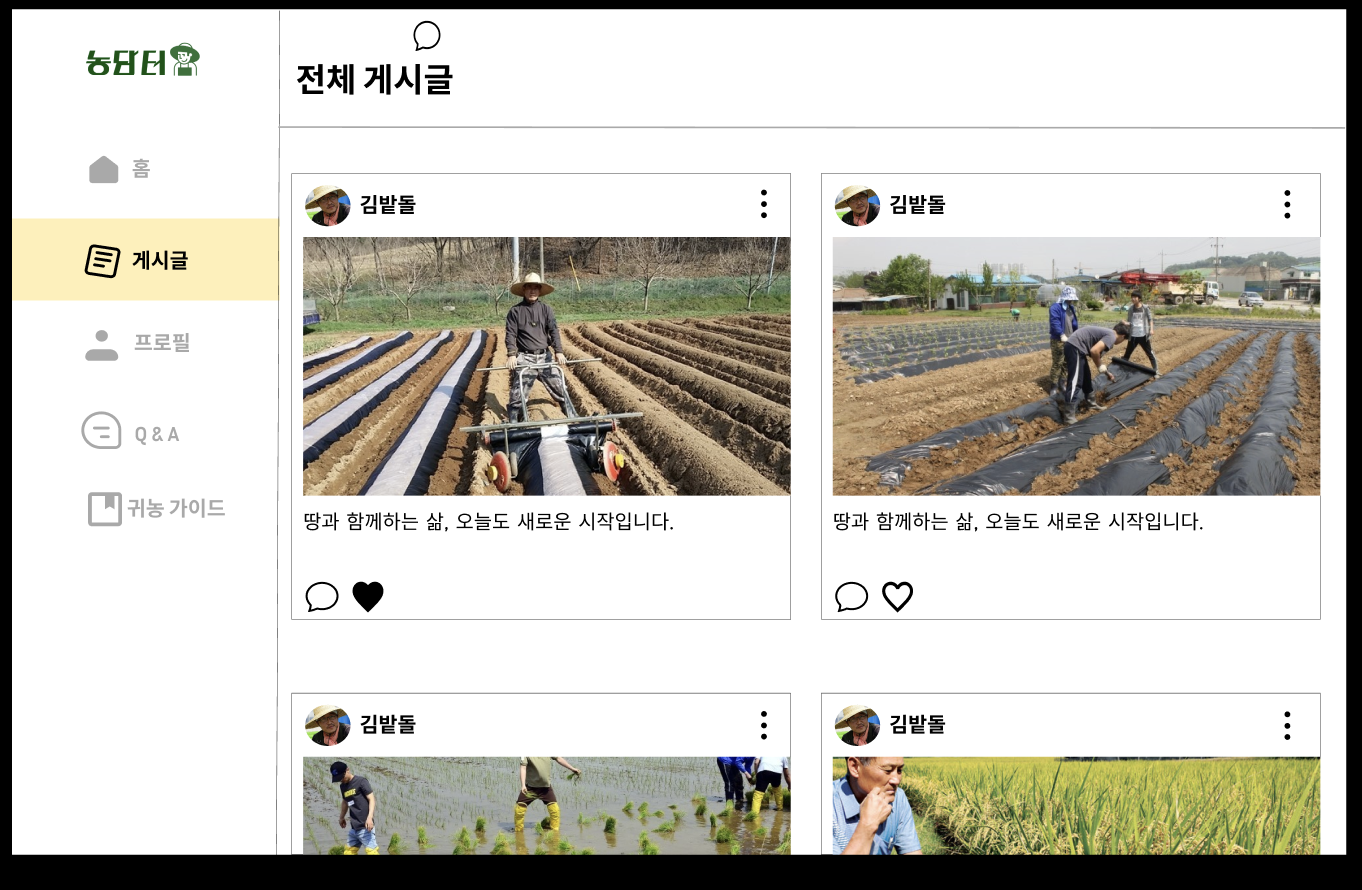 농담터
홈
게시글
프로필
Q & A
귀농 가이드
전체 게시글
김밭돌
땅과 함께하는 삶, 오늘도 새로운 시작입니다.
김밭돌
땅과 함께하는 삶, 오늘도 새로운 시작입니다.
김밭돌
김밭돌